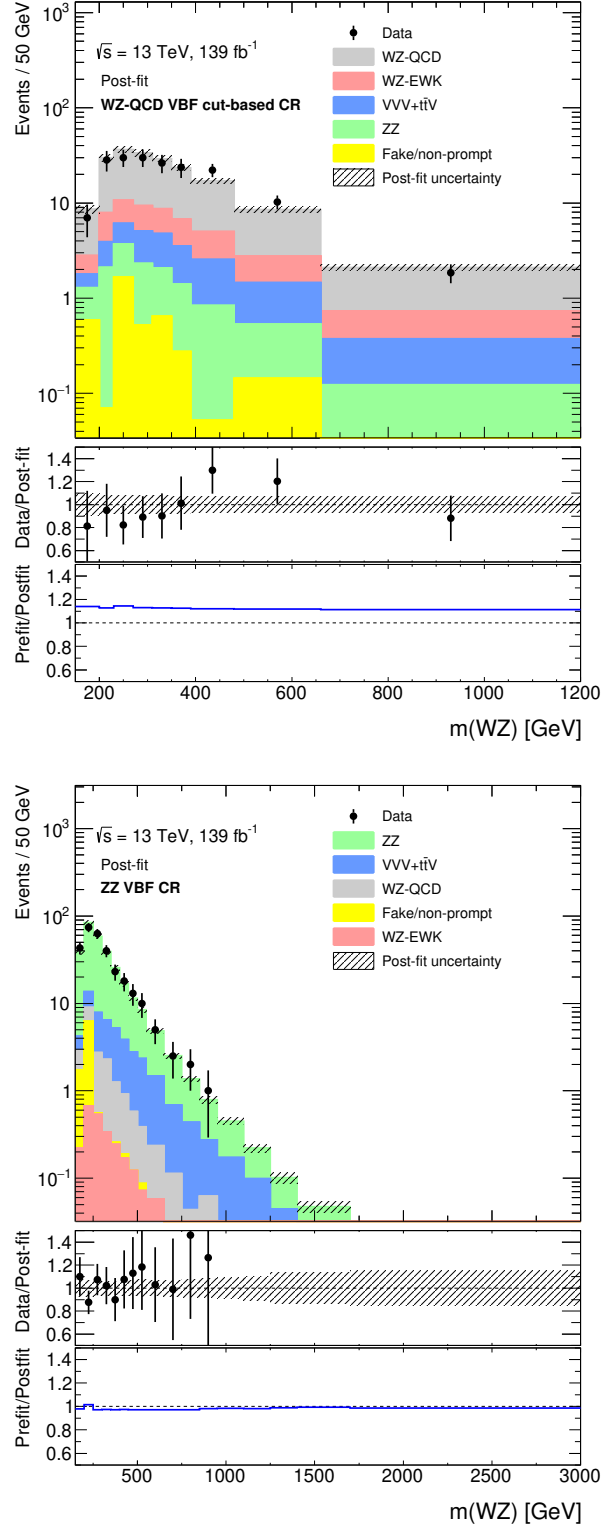 Events / 50 GeV
10³
10²
10
1
10⁻¹
√s = 13 TeV, 139 fb⁻¹
Post-fit
WZ-QCD VBF cut-based CR
Data
WZ-QCD
WZ-EWK
VVV+tt̄V
ZZ
Fake/non-prompt
Post-fit uncertainty
Data/Post-fit
1.4
1.2
1
0.8
0.6
Prefit/Postfit
1.4
1.2
1
0.8
0.6
200 400 600 800 1000 1200
m(WZ) [GeV]
Events / 50 GeV
10³
10²
10
1
10⁻¹
√s = 13 TeV, 139 fb⁻¹
Post-fit
ZZ VBF CR
Data
ZZ
VVV+tt̄V
WZ-QCD
Fake/non-prompt
WZ-EWK
Post-fit uncertainty
Data/Post-fit
1.4
1.2
1
0.8
0.6
Prefit/Postfit
1.4
1.2
1
0.8
0.6
500 1000 1500 2000 2500 3000
m(WZ) [GeV]